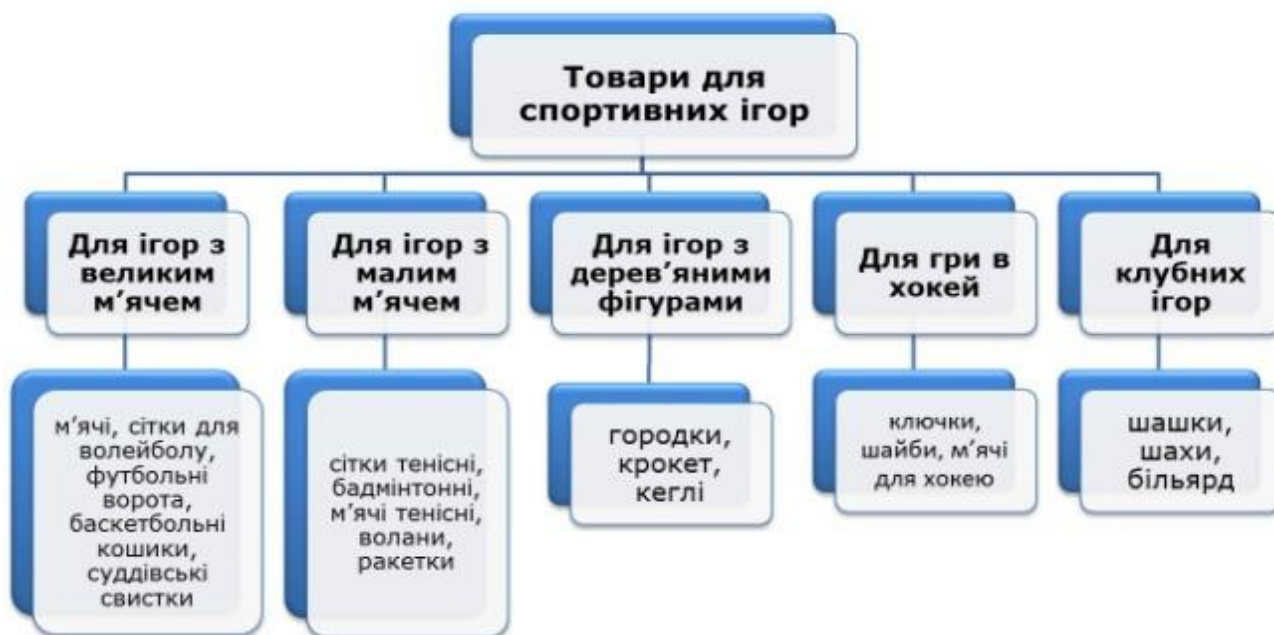 Товари для
спортивних ігор
Для ігор з
великим
м’ячем
Для ігор з
малим
м’ячем
Для ігор з
дерев’яними
фігурами
Для гри в
хокей
Для
клубних
ігор
м’ячі, сітки для
волейболу,
футбольні
ворота,
баскетбольні
кошики,
суддівські
свистки
сітки тенісні,
бадмінтонні,
м’ячі тенісні,
волани,
ракетки
городки,
крокет,
кеглі
ключки,
шайби, м’ячі
для хокею
шашки,
шахи,
більярд